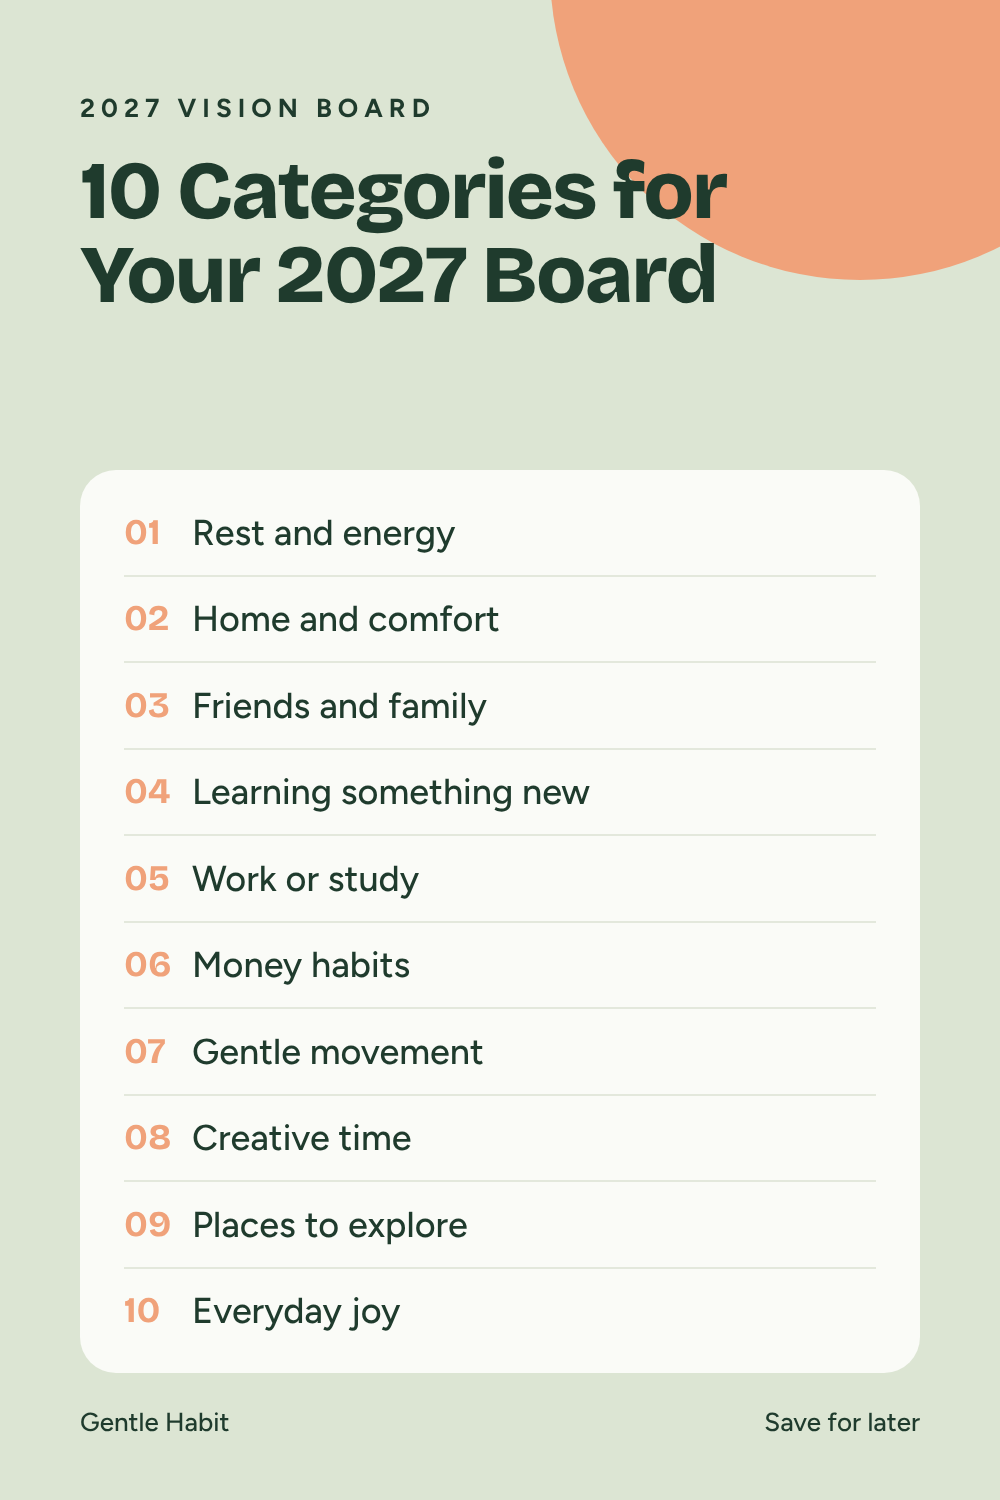 2027 VISION BOARD
10 Categories for
Your 2027 Board
01 Rest and energy
02 Home and comfort
03 Friends and family
04 Learning something new
05 Work or study
06 Money habits
07 Gentle movement
08 Creative time
09 Places to explore
10 Everyday joy
Gentle Habit
Save for later